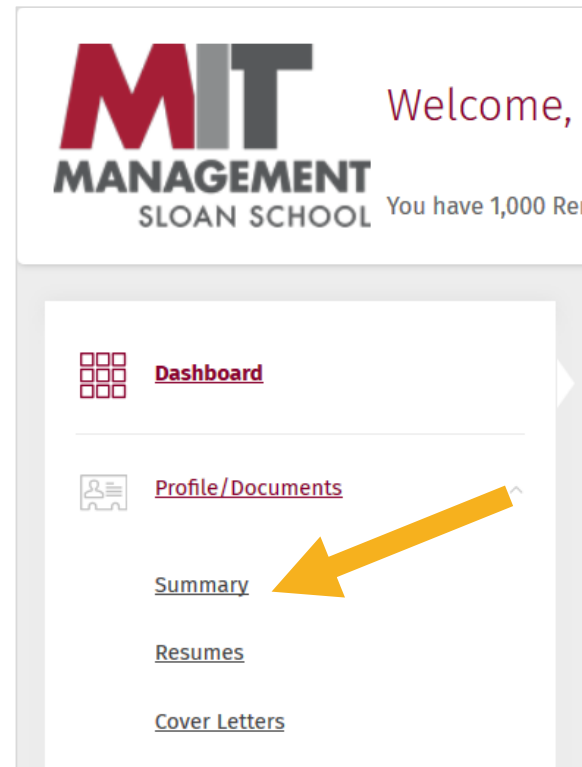 MIT
MANAGEMENT
SLOAN SCHOOL
Welcome,
You have 1,000
Dashboard
Profile/Documents
Summary
Resumes
Cover Letters